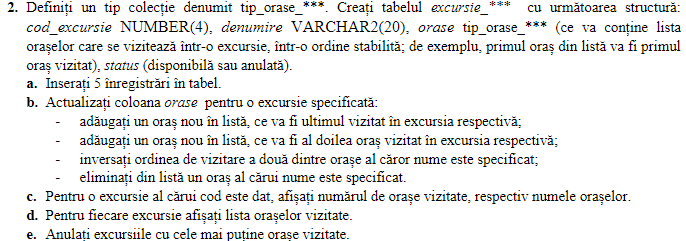 2. Definiți un tip colecție denumit tip_orase_***. Creați tabelul excursie_*** cu următoarea structură:
cod_excursie NUMBER(4), denumire VARCHAR2(20), orase tip_orase_*** (ce va conține lista
orașelor care se vizitează într-o excursie, într-o ordine stabilită; de exemplu, primul oraș din listă va fi primul
oraș vizitat), status (disponibilă sau anulată).
a. Inserați 5 înregistrări în tabel.
b. Actualizați coloana orase pentru o excursie specificată:
- adăugați un oraș nou în listă, ce va fi ultimul vizitat în excursia respectivă;
- adăugați un oraș nou în listă, ce va fi al doilea oraș vizitat în excursia respectivă;
- inversați ordinea de vizitare a două dintre orașe al căror nume este specificat;
- eliminați din listă un oraș al cărui nume este specificat.
c. Pentru o excursie al cărui cod este dat, afișați numărul de orașe vizitate, respectiv numele orașelor.
d. Pentru fiecare excursie afișați lista orașelor vizitate.
e. Anulați excursiile cu cele mai puține orașe vizitate.